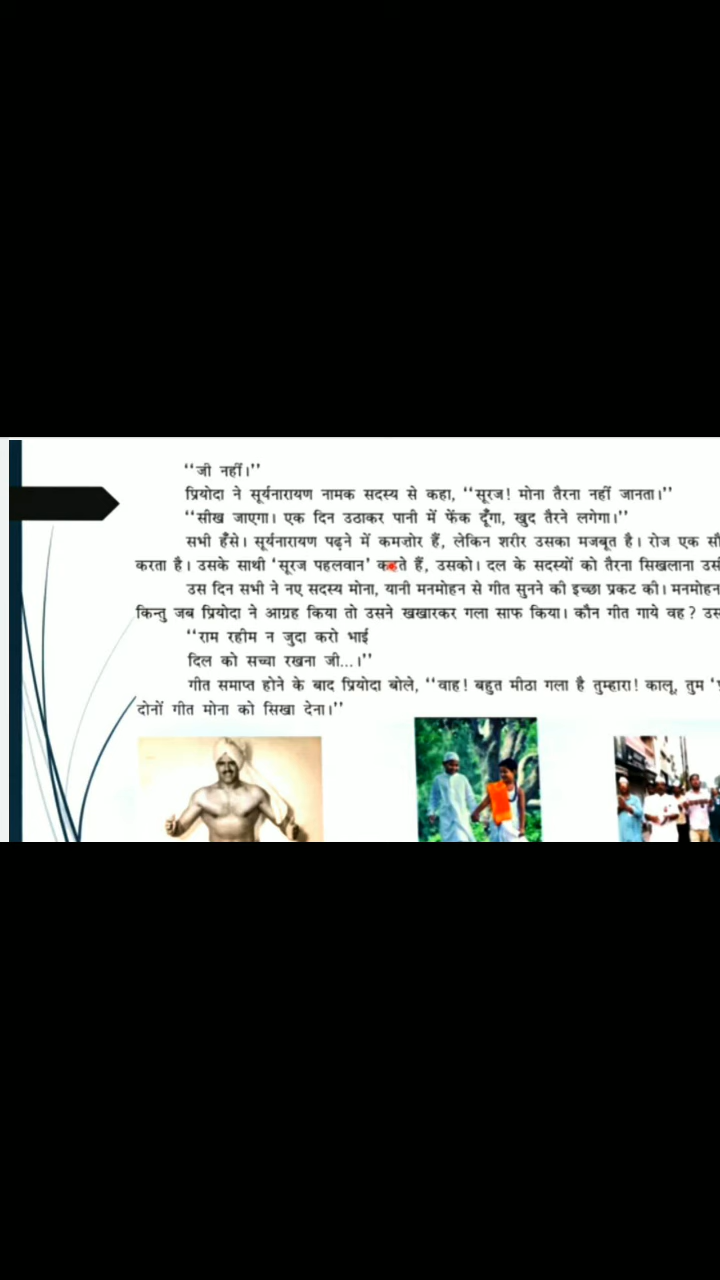 ‘‘जी नहीं।’’
प्रियोदा ने सूर्यनारायण नामक सदस्य से कहा, ‘‘सूरज! मोना तैरना नहीं जानता।’’
‘‘सीख जाएगा। एक दिन उठाकर पानी में फेंक दूँगा, खुद तैरने लगेगा।’’
सभी हँसे। सूर्यनारायण पढ़ने में कमजोर हैं, लेकिन शरीर उसका मजबूत है। रोज एक सौ
करता है। उसके साथी ‘सूरज पहलवान’ कहते हैं, उसको। दल के सदस्यों को तैरना सिखलाना
उस दिन सभी ने नए सदस्य मोना, यानी मनमोहन से गीत सुनने की इच्छा प्रकट की। मनमोहन
किन्तु जब प्रियोदा ने आग्रह किया तो उसने खखारकर गला साफ किया। कौन गीत गाये वह?
‘‘राम रहीम न जुदा करो भाई
दिल को सच्चा रखना जी...।’’
गीत समाप्त होने के बाद प्रियोदा बोले, ‘‘वाह! बहुत मीठा गला है तुम्हारा! कालू, तुम
दोनों गीत मोना को सिखा देना।’’